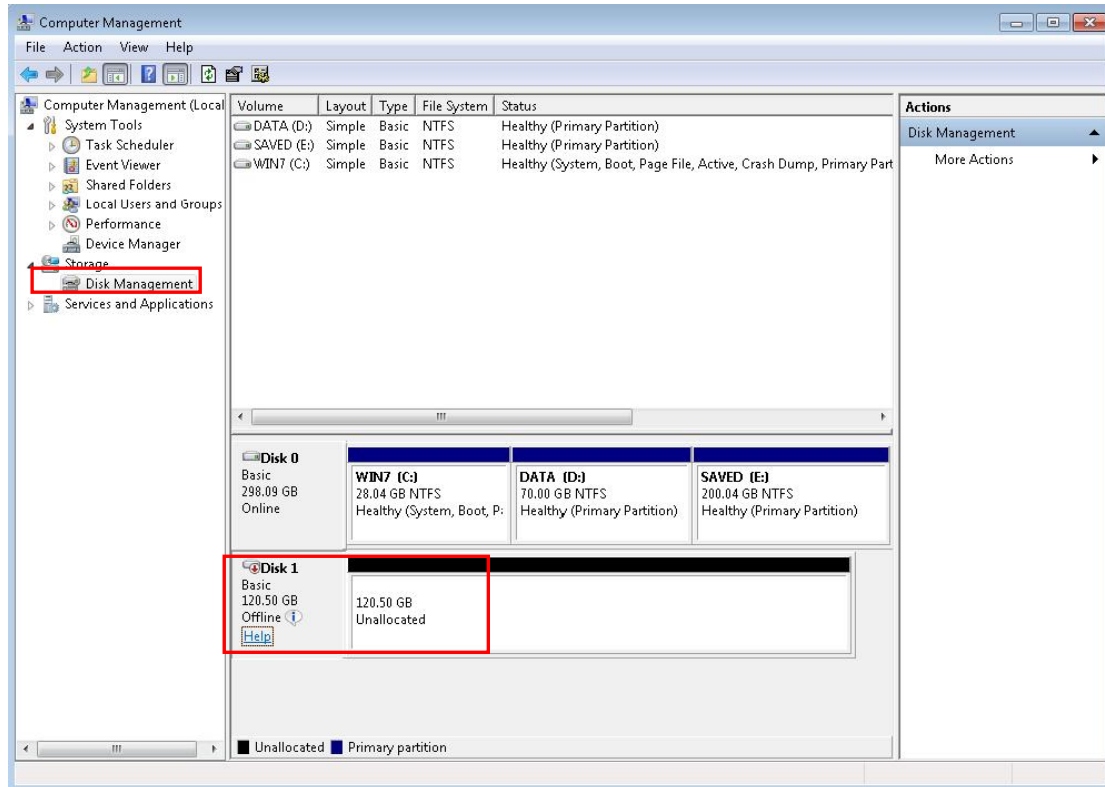 Computer Management
File Action View Help
Computer Management (Local
System Tools
Task Scheduler
Event Viewer
Shared Folders
Local Users and Groups
Performance
Device Manager
Storage
Disk Management
Services and Applications
Volume Layout Type File System Status
DATA (D:) Simple Basic NTFS Healthy (Primary Partition)
SAVED (E:) Simple Basic NTFS Healthy (Primary Partition)
WIN7 (C:) Simple Basic NTFS Healthy (System, Boot, Page File, Active, Crash Dump, Primary Part
Disk 0
Basic
298.09 GB
Online
WIN7 (C:)
28.04 GB NTFS
Healthy (System, Boot, P
DATA (D:)
70.00 GB NTFS
Healthy (Primary Partition)
SAVED (E:)
200.04 GB NTFS
Healthy (Primary Partition)
Disk 1
Basic
120.50 GB
Offline
Help
120.50 GB
Unallocated
Unallocated Primary partition
Actions
Disk Management
More Actions